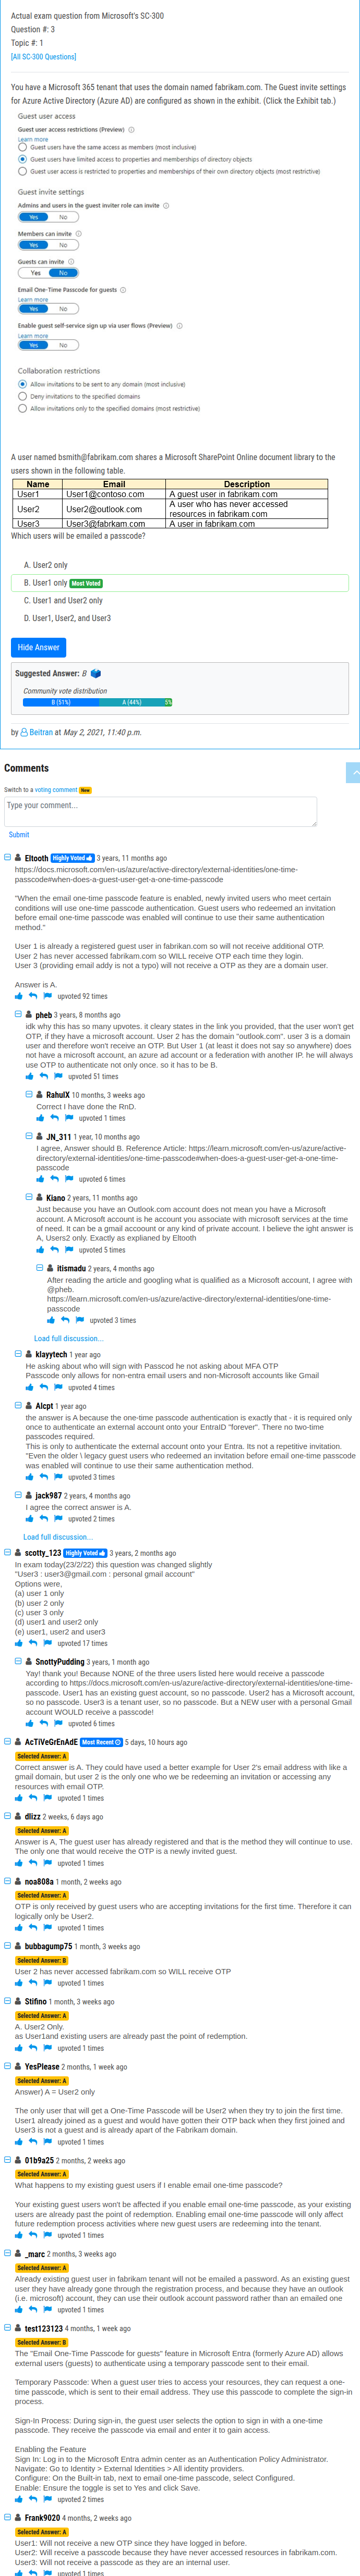 Actual exam question from Microsoft's SC-300
Question #: 3
Topic #: 1
[All SC-300 Questions]
You have a Microsoft 365 tenant that uses the domain named fabrikam.com. The Guest invite settings
for Azure Active Directory (Azure AD) are configured as shown in the exhibit. (Click the Exhibit tab.)
Guest user access
Guest user access restrictions (Preview)
Learn more
Guest users have the same access as members (most inclusive)
Guest users have limited access to properties and memberships of directory objects
Guest user access is restricted to properties and memberships of their own directory objects (most restrictive)
Guest invite settings
Admins and users in the guest inviter role can invite
Yes No
Members can invite
Yes No
Guests can invite
Yes No
Email One-Time Passcode for guests
Learn more
Yes No
Enable guest self-service sign up via user flows (Preview)
Learn more
Yes No
Collaboration restrictions
Allow invitations to be sent to any domain (most inclusive)
Deny invitations to the specified domains
Allow invitations only to the specified domains (most restrictive)
A user named bsmith@fabrikam.com shares a Microsoft SharePoint Online document library to the
users shown in the following table.
Name Email Description
User1 User1@contoso.com A guest user in fabrikam.com
User2 User2@outlook.com A user who has never accessed
resources in fabrikam.com
User3 User3@fabrkam.com A user in fabrikam.com
Which users will be emailed a passcode?
A. User2 only
B. User1 only Most Voted
C. User1 and User2 only
D. User1, User2, and User3
Hide Answer
Suggested Answer: B
Community vote distribution
B (51%) A (44%) 5%
by Beitran at May 2, 2021, 11:40 p.m.
Comments
Switch to a voting comment New
Type your comment...
Submit
Eltooth Highly Voted 3 years, 11 months ago
https://docs.microsoft.com/en-us/azure/active-directory/external-identities/one-time-
passcode#when-does-a-guest-user-get-a-one-time-passcode
"When the email one-time passcode feature is enabled, newly invited users who meet certain
conditions will use one-time passcode authentication. Guest users who redeemed an invitation
before email one-time passcode was enabled will continue to use their same authentication
method."
User 1 is already a registered guest user in fabrikan.com so will not receive additional OTP.
User 2 has never accessed fabrikam.com so WILL receive OTP each time they login.
User 3 (providing email addy is not a typo) will not receive a OTP as they are a domain user.
Answer is A.
upvoted 92 times
pheb 3 years, 8 months ago
idk why this has so many upvotes. it cleary states in the link you provided, that the user won't get
OTP, if they have a microsoft account. User 2 has the domain "outlook.com". user 3 is a domain
user and therefore won't receive an OTP. But User 1 (at least it does not say so anywhere) does
not have a microsoft account, an azure ad account or a federation with another IP. he will always
use OTP to authenticate and not only once. so it has to be B.
upvoted 51 times
RahulX 10 months, 3 weeks ago
Correct I have done the RnD.
upvoted 1 times
JN_311 1 year, 10 months ago
I agree, Answer should B. Reference Article: https://learn.microsoft.com/en-us/azure/active-
directory/external-identities/one-time-passcode#when-does-a-guest-user-get-a-one-time-
passcode
upvoted 6 times
Kiano 2 years, 11 months ago
Just because you have an Outlook.com account does not mean you have a Microsoft
account. A Microsoft account is he account you associate with microsoft services at the time
of need. It can be a gmail acccount or any kind of private account. I believe the ight answer is
A, Users2 only. Exactly as explianed by Eltoth
upvoted 5 times
itismadu 2 years, 4 months ago
After reading the article and googling what is qualified as a Microsoft account, I agree with
@pheb.
https://learn.microsoft.com/en-us/azure/active-directory/external-identities/one-time-
passcode
upvoted 3 times
Load full discussion...
klayytech 1 year ago
He asking about who will sign with Passcod he not asking about MFA OTP
Passcode only allows for non-entra email users and non-Microsoft accounts like Gmail
upvoted 4 times
Alcpt 1 year ago
the answer is A because the one-time passcode authentication is exactly that - it is required only
once to authenticate an external account onto your EntraID "forever". There no two-time
passscodes required.
This is only to authenticate the external account onto your Entra. Its not a repetitive invitation.
"Even the older \ legacy guest users who redeemed an invitation before email one-time passcode
was enabled will continue to use their same authentication method.
upvoted 3 times
jack987 2 years, 4 months ago
I agree the correct answer is A.
upvoted 2 times
Load full discussion...
scotty_123 Highly Voted 3 years, 2 months ago
In exam today(23/2/22) this question was changed slightly
"User3 : user3@gmail.com : personal gmail account"
Options were,
(a) user 1 only
(b) user 2 only
(c) user 3 only
(d) user1 and user2 only
(e) user1, user2 and user3
upvoted 17 times
SnottyPudding 3 years, 1 month ago
Yay! thank you! Because NONE of the three users listed here would receive a passcode
according to https://docs.microsoft.com/en-us/azure/active-directory/external-identities/one-time-
passcode. User1 has an existing guest account, so no passcode. User2 has a Microsoft account,
so no passcode. User3 is a tenant user, so no passcode. But a NEW user with a personal Gmail
account WOULD receive a passcode!
upvoted 6 times
AcTiVeGrEnAdE Most Recent 5 days, 10 hours ago
Selected Answer: A
Correct answer is A. They could have used a better example for User 2's email address with like a
gmail domain, but user 2 is the only one who we be redeeming an invitation or accessing any
resources with email OTP.
upvoted 1 times
dlizz 2 weeks, 6 days ago
Selected Answer: A
Answer is A, The guest user has already registered and that is the method they will continue to use.
The only one that would receive the OTP is a newly invited guest.
upvoted 1 times
noa808a 1 month, 2 weeks ago
Selected Answer: A
OTP is only received by guest users who are accepting invitations for the first time. Therefore it can
logically only be User2.
upvoted 1 times
bubbagump75 1 month, 3 weeks ago
Selected Answer: B
User 2 has never accessed fabrikam.com so WILL receive OTP
upvoted 1 times
Stifino 1 month, 3 weeks ago
Selected Answer: A
A. User2 Only.
as User1and existing users are already past the point of redemption.
upvoted 1 times
YesPlease 2 months, 1 week ago
Selected Answer: A
Answer) A = User2 only
The only user that will get a One-Time Passcode will be User2 when they try to join the first time.
User1 already joined as a guest and would have gotten their OTP back when they first joined and
User3 is not a guest and is already apart of the Fabrikam domain.
upvoted 1 times
01b9a25 2 months, 2 weeks ago
Selected Answer: A
What happens to my existing guest users if I enable email one-time passcode?
Your existing guest users won't be affected if you enable email one-time passcode, as your existing
users are already past the point of redemption. Enabling email one-time passcode will only affect
future redemption process activities where new guest users are redeeming into the tenant.
upvoted 1 times
_marc 2 months, 3 weeks ago
Selected Answer: A
Already existing guest user in fabrikam tenant will not be emailed a password. As an existing guest
user they have already gone through the registration process, and because they have an outlook
(i.e. microsoft) account, they can use their outlook account password rather than an emailed one
upvoted 1 times
test123123 4 months, 1 week ago
Selected Answer: B
The "Email One-Time Passcode for guests" feature in Microsoft Entra (formerly Azure AD) allows
external users (guests) to authenticate using a temporary passcode sent to their email.
Temporary Passcode: When a guest user tries to access your resources, they can request a one-
time passcode, which is sent to their email address. They use this passcode to complete the sign-in
process.
Sign-In Process: During sign-in, the guest user selects the option to sign in with a one-time
passcode. They receive the passcode via email and enter it to gain access.
Enabling the Feature
Sign In: Log in to the Microsoft Entra admin center as an Authentication Policy Administrator.
Navigate: Go to Identity > External Identities > All identity providers.
Configure: On the Built-in tab, next to email one-time passcode, select Configured.
Enable: Ensure the toggle is set to Yes and click Save.
upvoted 2 times
Frank9020 4 months, 2 weeks ago
Selected Answer: A
User1: Will not receive a new OTP since they have logged in before.
User2: Will receive a passcode because they have never accessed resources in fabrikam.com.
User3: Will not receive a passcode as they are an internal user.
upvoted 1 times